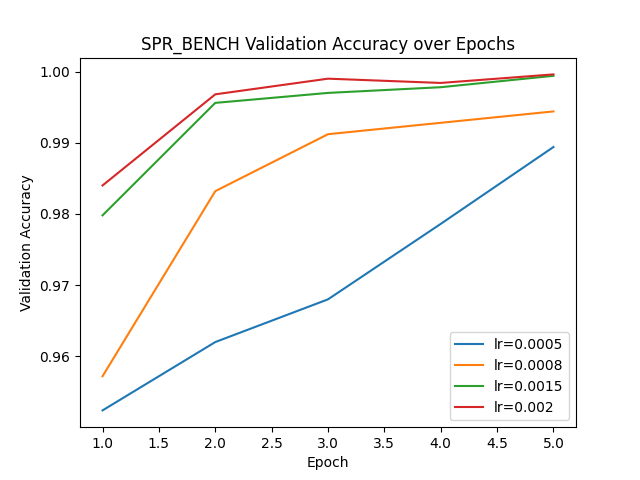 SPR_BENCH Validation Accuracy over Epochs
Validation Accuracy
1.00
0.99
0.98
0.97
0.96
lr=0.0005
lr=0.0008
lr=0.0015
lr=0.002
1.0 1.5 2.0 2.5 3.0 3.5 4.0 4.5 5.0
Epoch